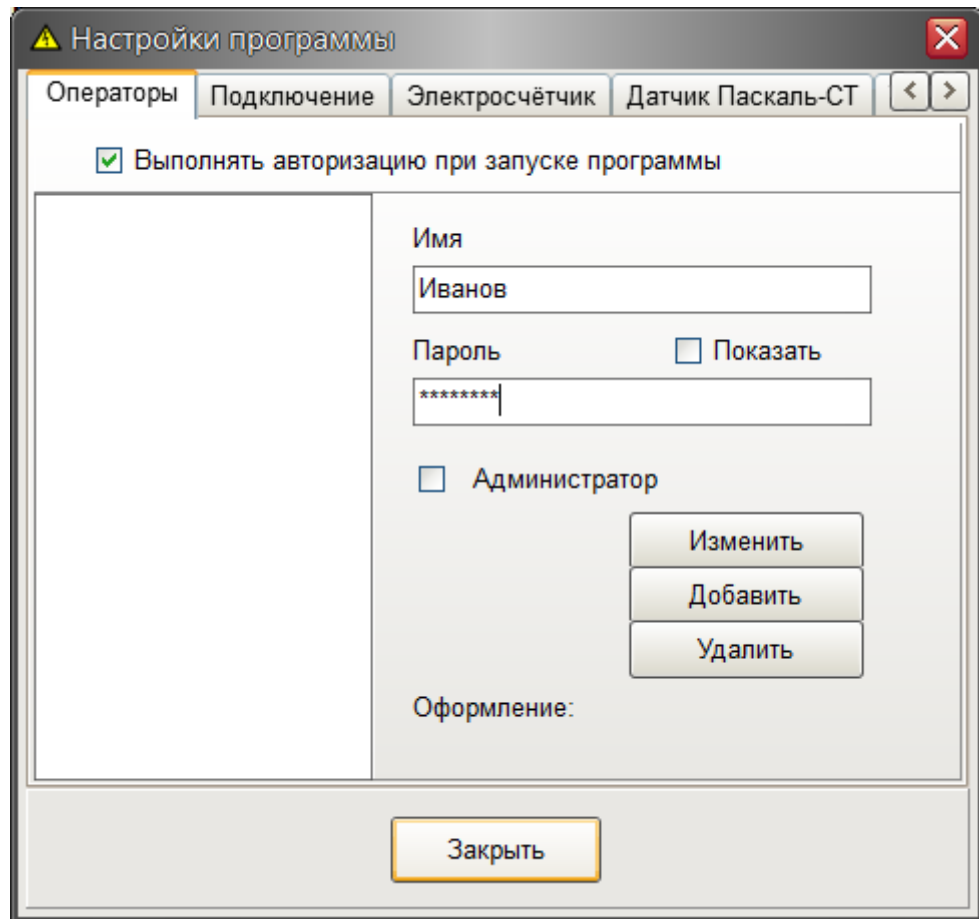 Настройки программы
Операторы Подключение Электросчётчик Датчик Паскаль-СТ
Выполнять авторизацию при запуске программы
Имя
Иванов
Пароль Показать
********
Администратор
Изменить
Добавить
Удалить
Оформление:
Закрыть